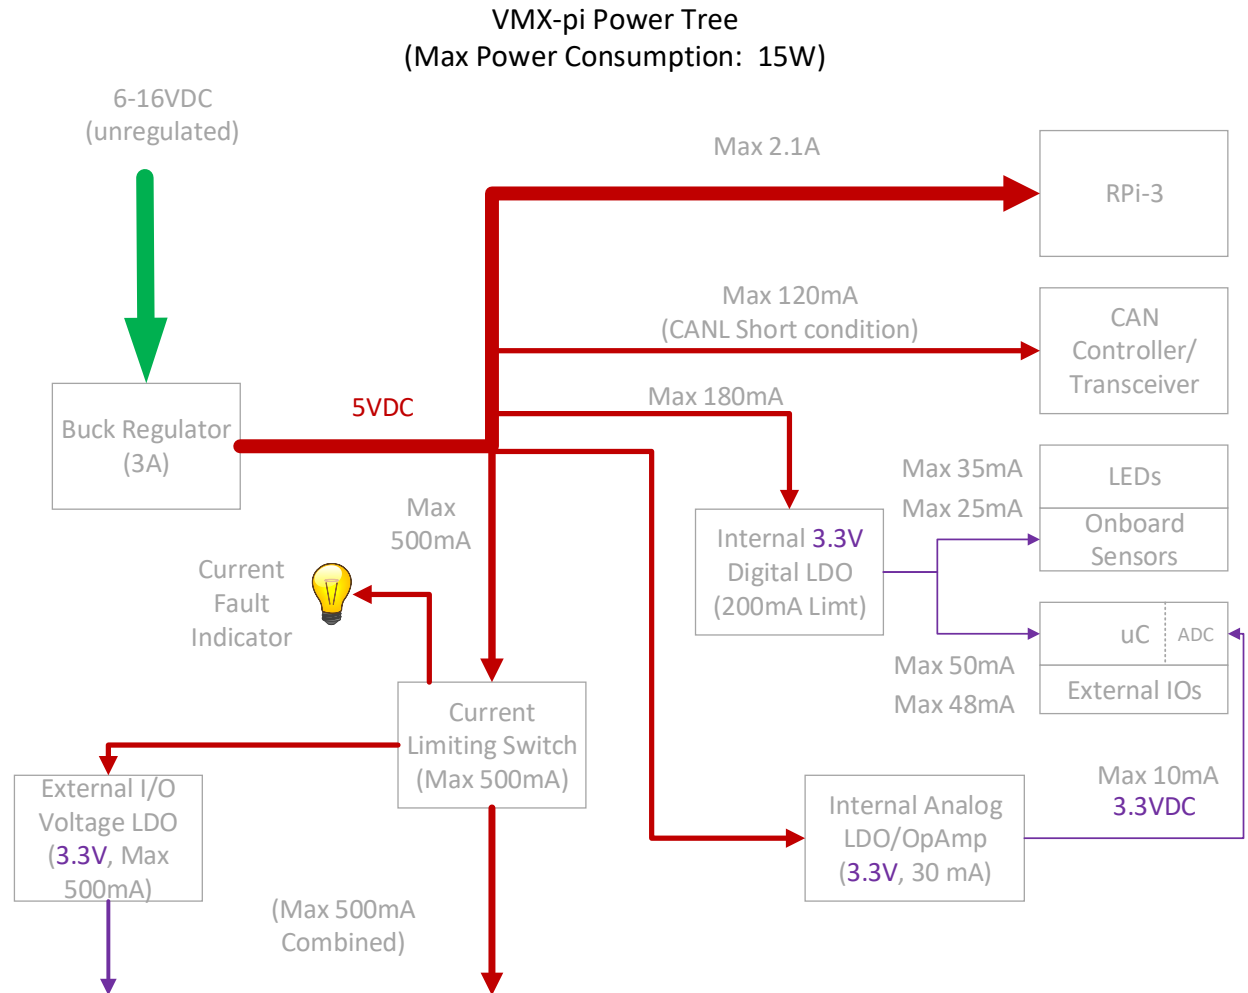 VMX-pi Power Tree
(Max Power Consumption:  15W)
6-16VDC
(unregulated)
Max 2.1A
RPi-3
Max 120mA
(CANL Short condition)
CAN
Controller/
Transceiver
Max 180mA
5VDC
Buck Regulator
(3A)
Max
500mA
Max 35mA
Max 25mA
LEDs
Onboard
Sensors
Internal 3.3V
Digital LDO
(200mA Limt)
Current
Fault
Indicator
uC
ADC
External IOs
Max 50mA
Max 48mA
Current
Limiting Switch
(Max 500mA)
External I/O
Voltage LDO
(3.3V, Max
500mA)
Internal Analog
LDO/OpAmp
(3.3V, 30 mA)
Max 10mA
3.3VDC
(Max 500mA
Combined)